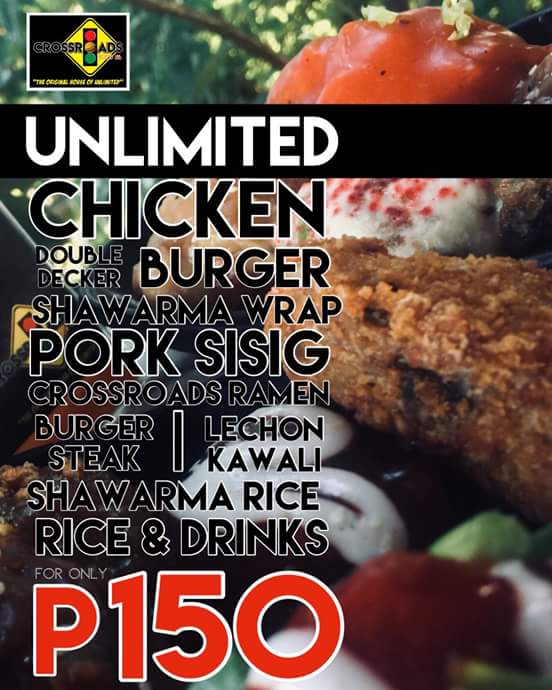 CROSSROADS
"THE ORIGINAL HOUSE OF UNLIMITED"
UNLIMITED
CHICKEN
DOUBLE DECKER BURGER
SHAWARMA WRAP
PORK SISIG
CROSSROADS RAMEN
BURGER STEAK | LECHON KAWALI
SHAWARMA RICE
RICE & DRINKS
FOR ONLY
P150